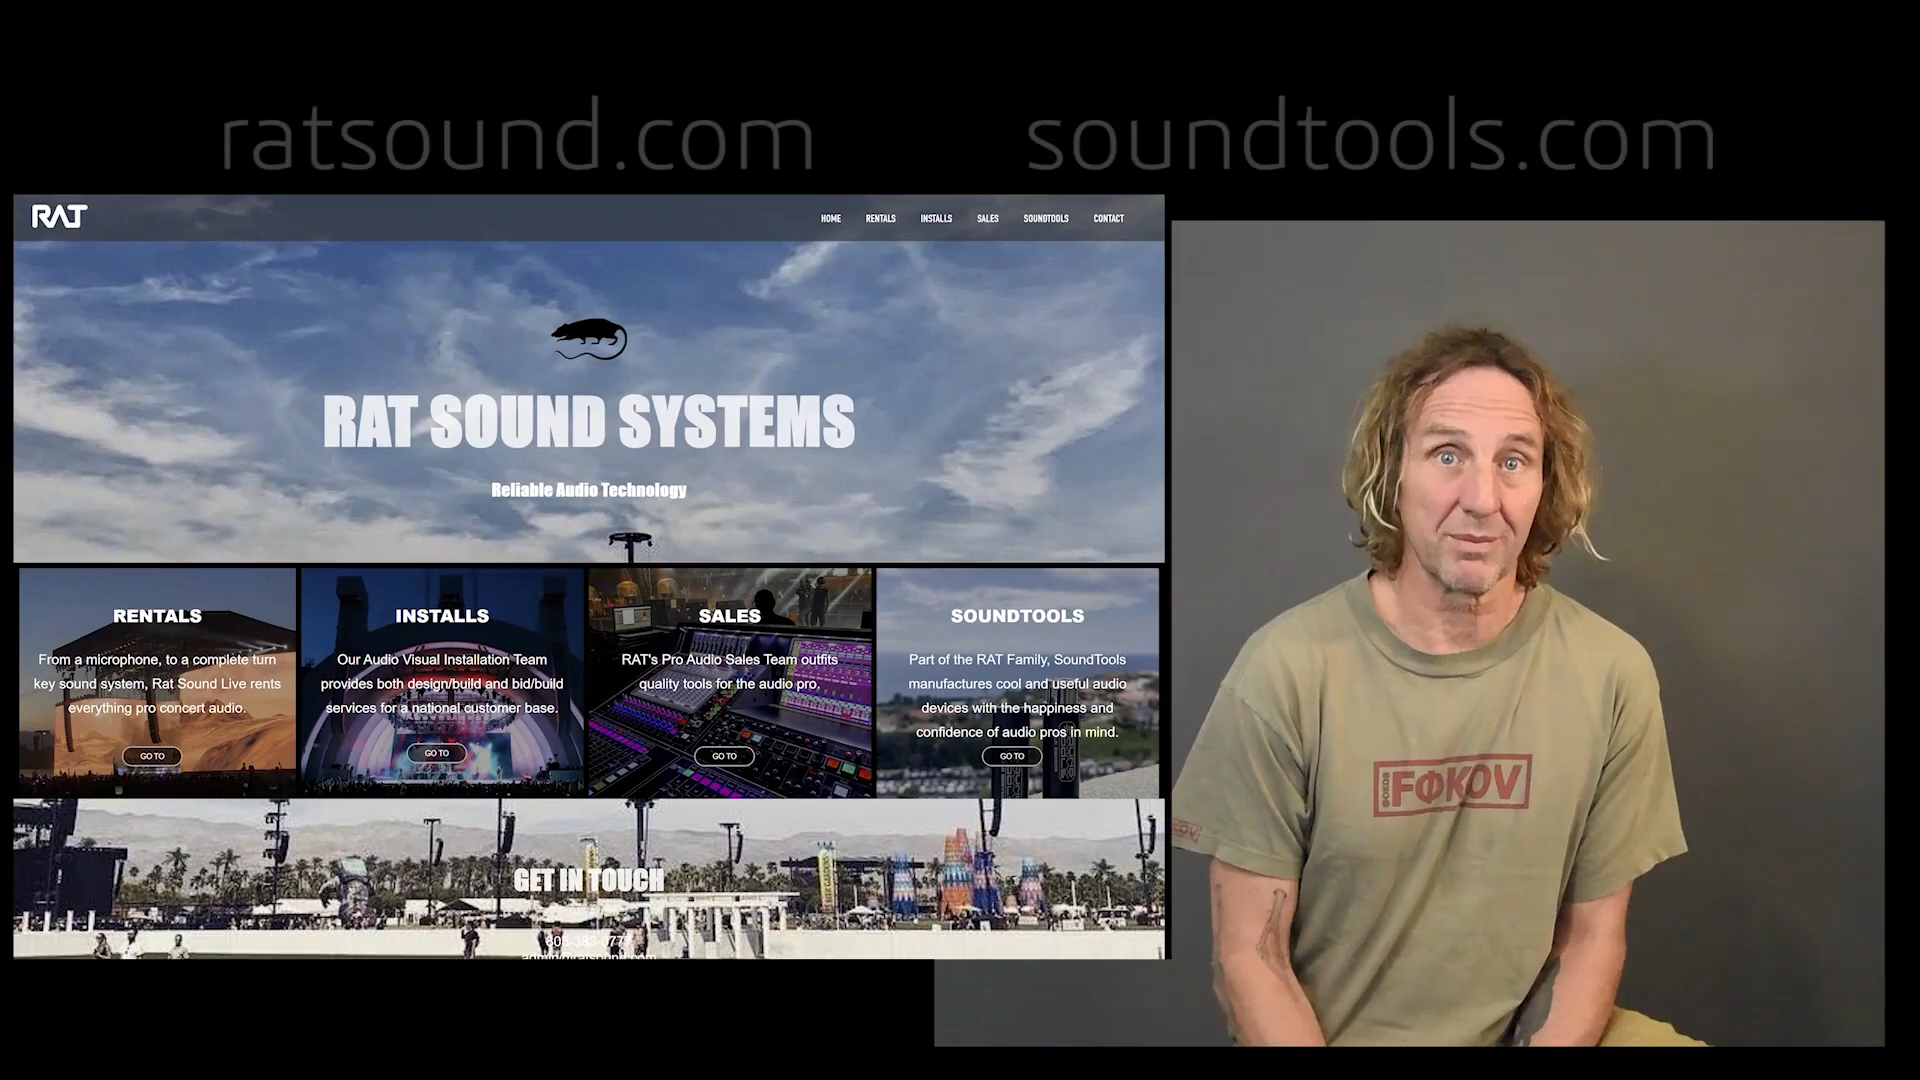 ratsound.com
soundtools.com
RAT
HOME RENTALS INSTALLS SALES SOUNDTOOLS CONTACT
RAT SOUND SYSTEMS
Reliable Audio Technology
RENTALS
From a microphone, to a complete turn
key sound system, Rat Sound Live rents
everything pro concert audio.
GO TO
INSTALLS
Our Audio Visual Installation Team
provides both design/build and bid/build
services for a national customer base.
GO TO
SALES
RAT's Pro Audio Sales Team outfits
quality tools for the audio pro.
GO TO
SOUNDTOOLS
Part of the RAT Family, SoundTools
manufactures cool and useful audio
devices with the happiness and
confidence of audio pros in mind.
GO TO
GET IN TOUCH
admin@ratsound.com
FФKOV
KOV